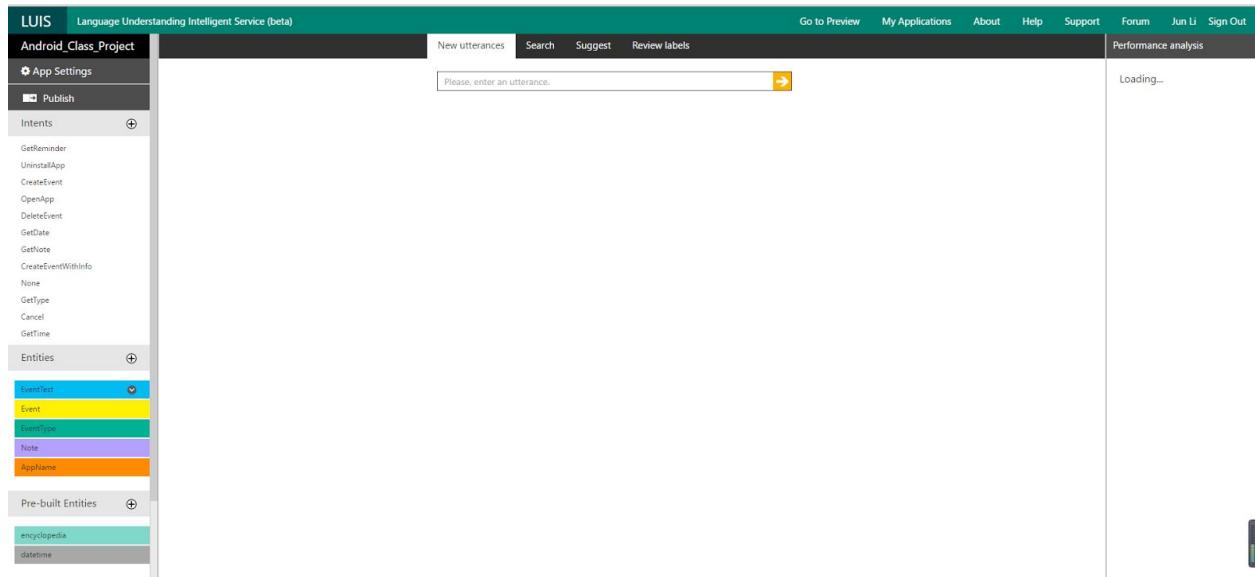 LUIS Language Understanding Intelligent Service (beta) Go to Preview My Applications About Help Support Forum Jun Li Sign Out
Android_Class_Project
New utterances Search Suggest Review labels
Performance analysis
App Settings
Please, enter an utterance.
Loading...
Publish
Intents
GetReminder
UninstallApp
CreateEvent
OpenApp
DeleteEvent
GetDate
GetNote
CreateEventWithInfo
None
GetType
Cancel
GetTime
Entities
EventTest
Event
EventType
Note
AppName
Pre-built Entities
encyclopedia
datetime